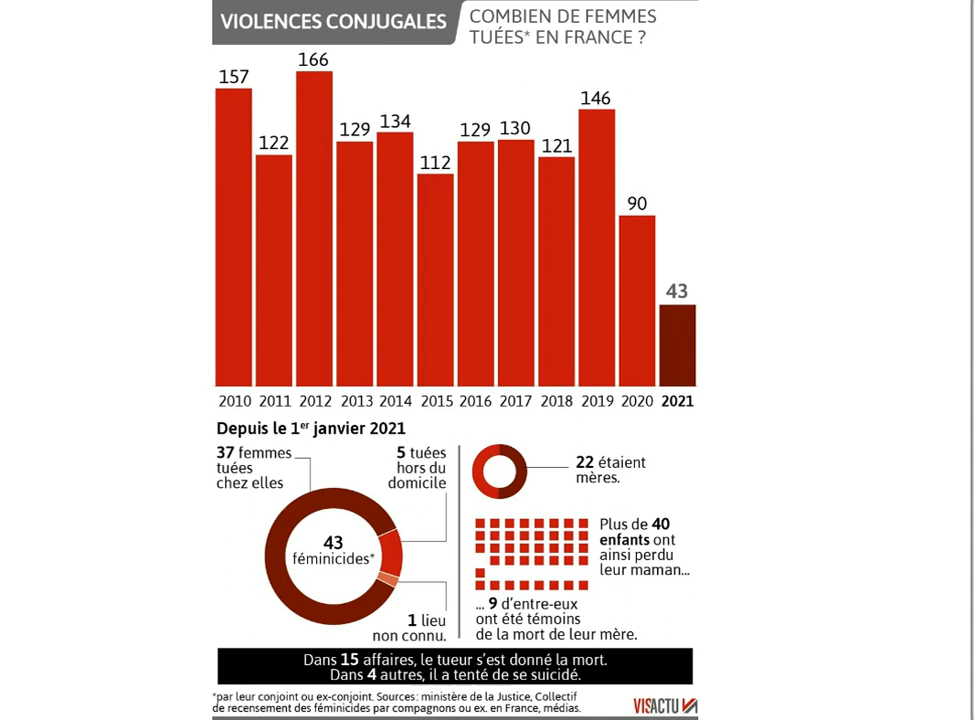 VIOLENCES CONJUGALES
COMBIEN DE FEMMES
TUÉES* EN FRANCE ?
157
122
166
129
134
112
129
130
121
146
90
43
2010
2011
2012
2013
2014
2015
2016
2017
2018
2019
2020
2021
Depuis le 1er janvier 2021
37 femmes
tuées
chez elles
5 tuées
hors du
domicile
43
féminicides*
1 lieu
non connu.
22 étaient
mères.
Plus de 40
enfants ont
ainsi perdu
leur maman...
... 9 d'entre-eux
ont été témoins
de la mort de leur mère.
Dans 15 affaires, le tueur s'est donné la mort.
Dans 4 autres, il a tenté de se suicidé.
*par leur conjoint ou ex-conjoint. Sources: ministère de la Justice, Collectif
de recensement des féminicides par compagnons ou ex. en France, médias.
VISACTU